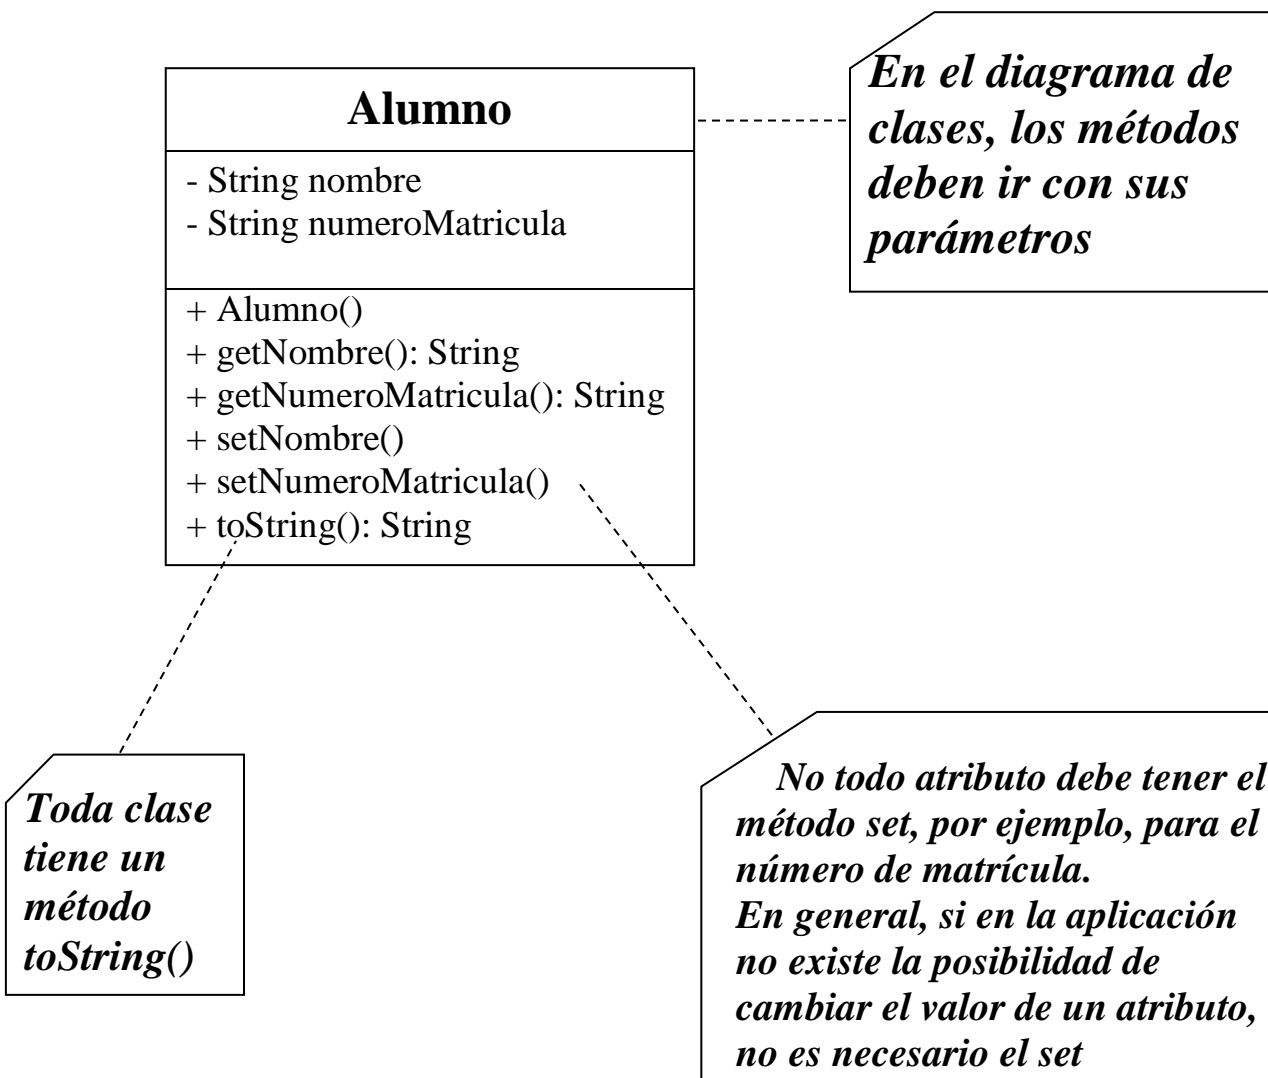 Alumno
- String nombre
- String numeroMatricula
+ Alumno()
+ getNombre(): String
+ getNumeroMatricula(): String
+ setNombre()
+ setNumeroMatricula()
+ toString(): String
En el diagrama de
clases, los métodos
deben ir con sus
parámetros
Toda clase
tiene un
método
toString()
No todo atributo debe tener el
método set, por ejemplo, para el
número de matrícula.
En general, si en la aplicación
no existe la posibilidad de
cambiar el valor de un atributo,
no es necesario el set